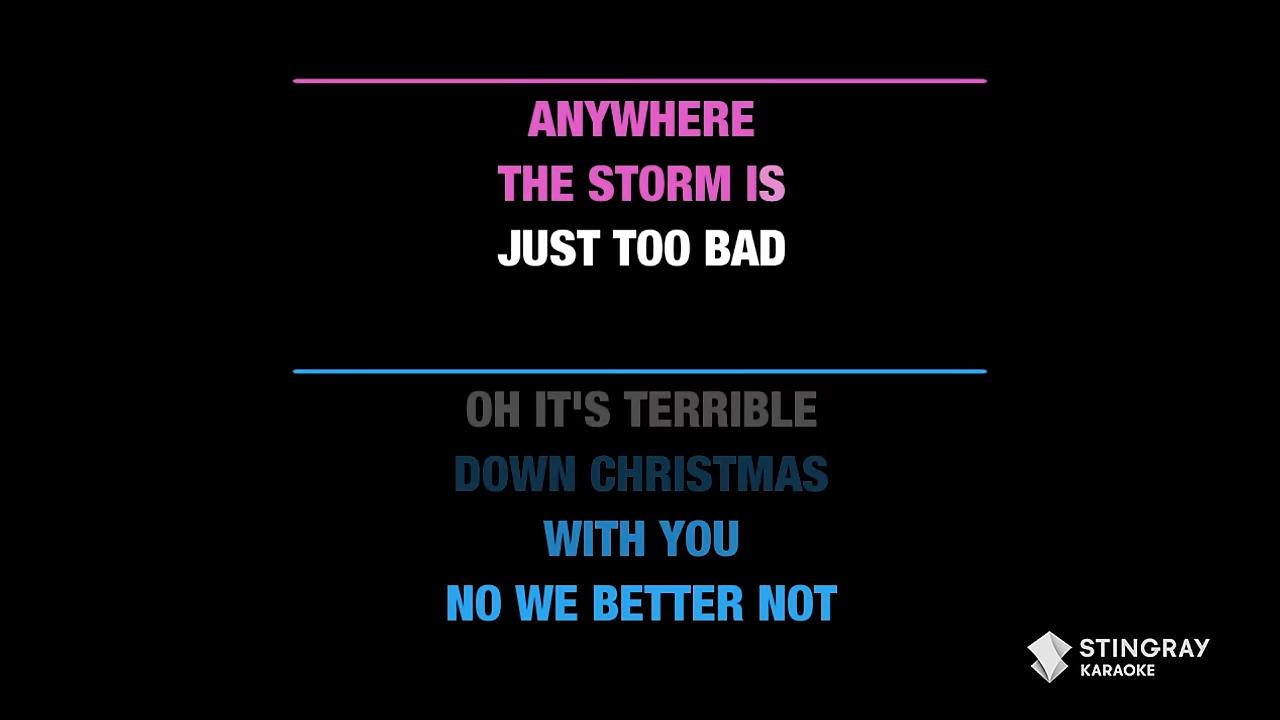 ANYWHERE
THE STORM IS
JUST TOO BAD
OH IT'S TERRIBLE
DOWN CHRISTMAS
WITH YOU
NO WE BETTER NOT
STINGRAY
KARAOKE